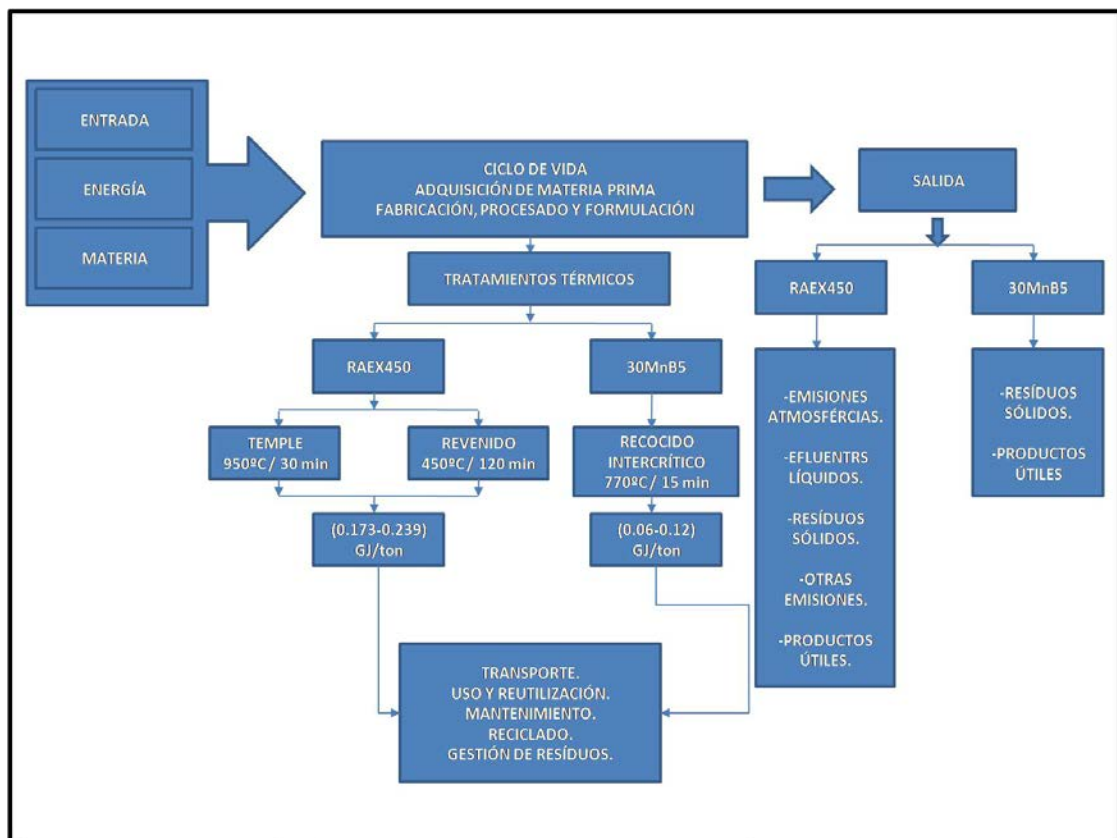 ENTRADA
ENERGÍA
MATERIA
CICLO DE VIDA
ADQUISICIÓN DE MATERIA PRIMA
FABRICACIÓN, PROCESADO Y FORMULACIÓN
SALIDA
TRATAMIENTOS TÉRMICOS
RAEX450
30MnB5
RAEX450
30MnB5
TEMPLE
950ºC / 30 min
REVENIDO
450ºC / 120 min
RECOCIDO
INTERCRÍTICO
770ºC / 15 min
(0.173-0.239)
GJ/ton
(0.06-0.12)
GJ/ton
-EMISIONES
ATMOSFÉRCIAS.
-EFLUENTRS
LÍQUIDOS.
-RESÍDUOS
SÓLIDOS.
-OTRAS
EMISIONES.
-PRODUCTOS
ÚTILES.
-RESÍDUOS
SÓLIDOS.
-PRODUCTOS
ÚTILES
TRANSPORTE.
USO Y REUTILIZACIÓN.
MANTENIMIENTO.
RECICLADO.
GESTIÓN DE RESÍDUOS.